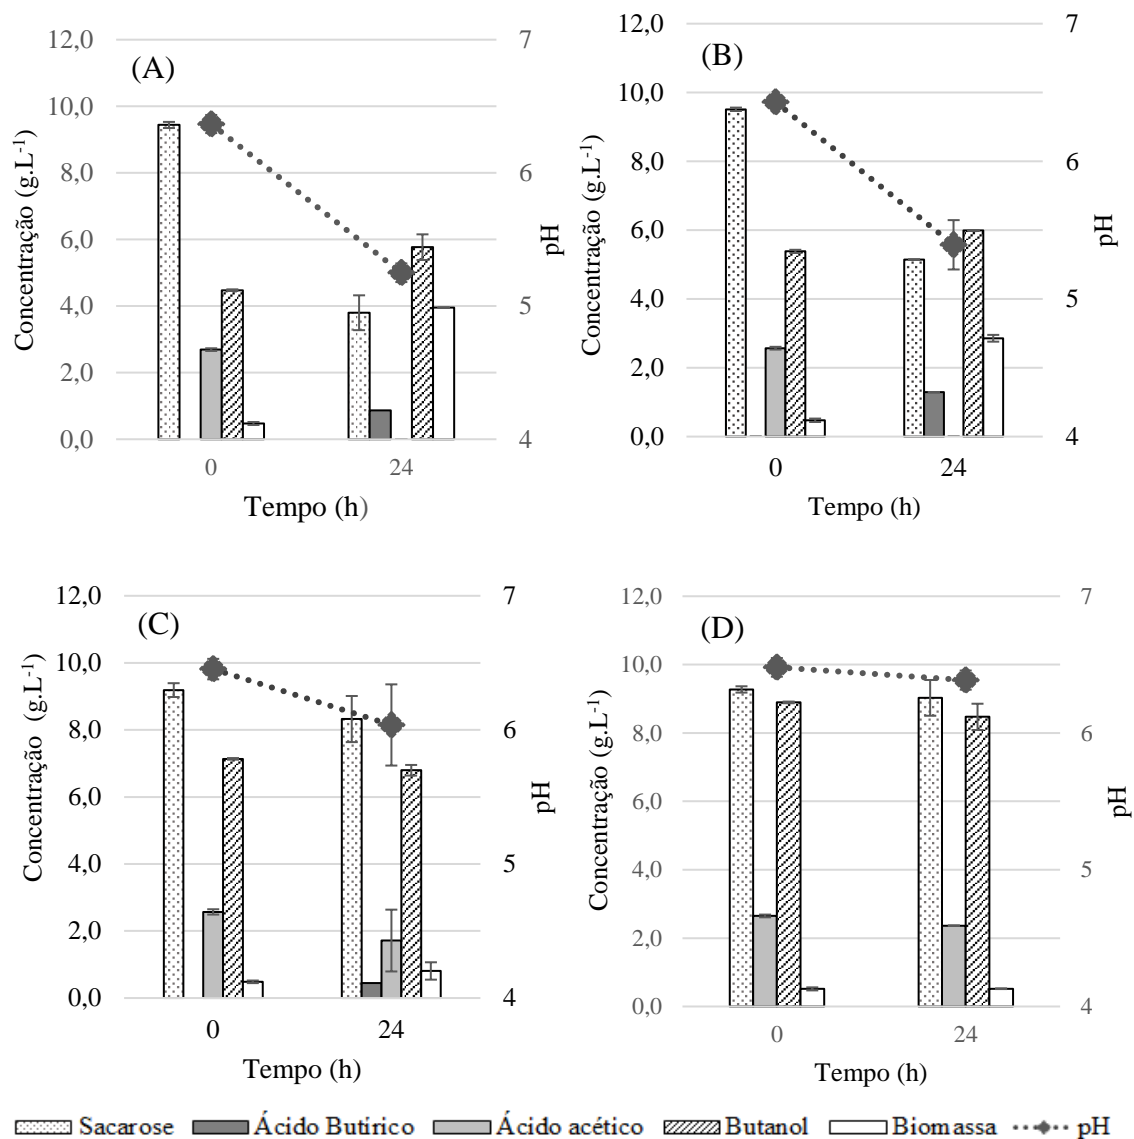 (A)
12,0
10,0
8,0
6,0
4,0
2,0
0,0
Concentração (g.L-1)
7
6
5
4
pH
0 24
Tempo (h)
(B)
12,0
10,0
8,0
6,0
4,0
2,0
0,0
Concentração (g.L-1)
7
6
5
4
pH
0 24
Tempo (h)
(C)
12,0
10,0
8,0
6,0
4,0
2,0
0,0
Concentração (g.L-1)
7
6
5
4
pH
0 24
Tempo (h)
(D)
12,0
10,0
8,0
6,0
4,0
2,0
0,0
Concentração (g.L-1)
7
6
5
4
pH
0 24
Tempo (h)
Sacarose Ácido Butírico Ácido acético Butanol Biomassa pH